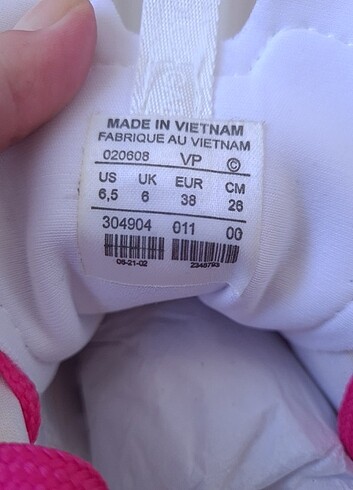 MADE IN VIETNAM
FABRIQUE AU VIETNAM
020608 VP ©
US UK EUR CM
6,5 6 38 26
304904 011 00
05-21-02 2348793